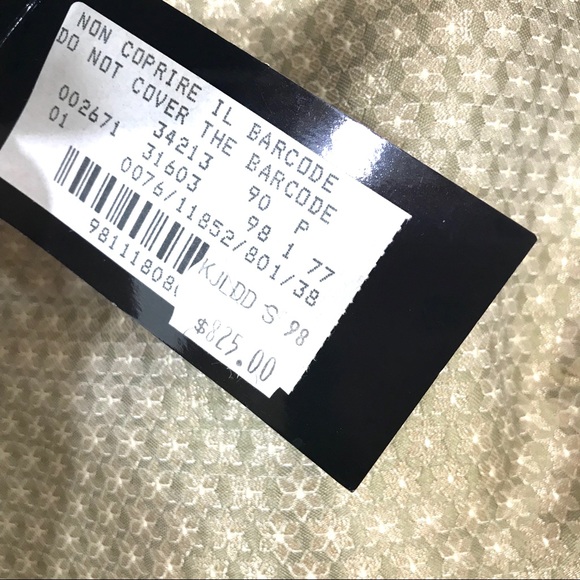 NON COPRIRE IL BARCODE
DO NOT COVER THE BARCODE
002671 34213 90 P
01 31603 98 1 77
0076/11852/801/38
KJLDD S 98
$825.00